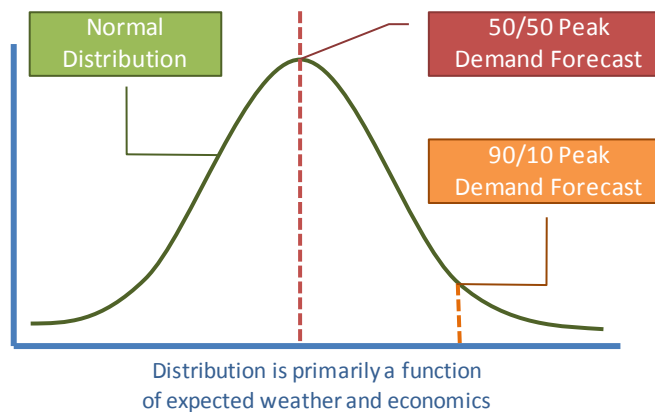 Normal
Distribution
50/50 Peak
Demand Forecast
90/10 Peak
Demand Forecast
Distribution is primarily a function
of expected weather and economics